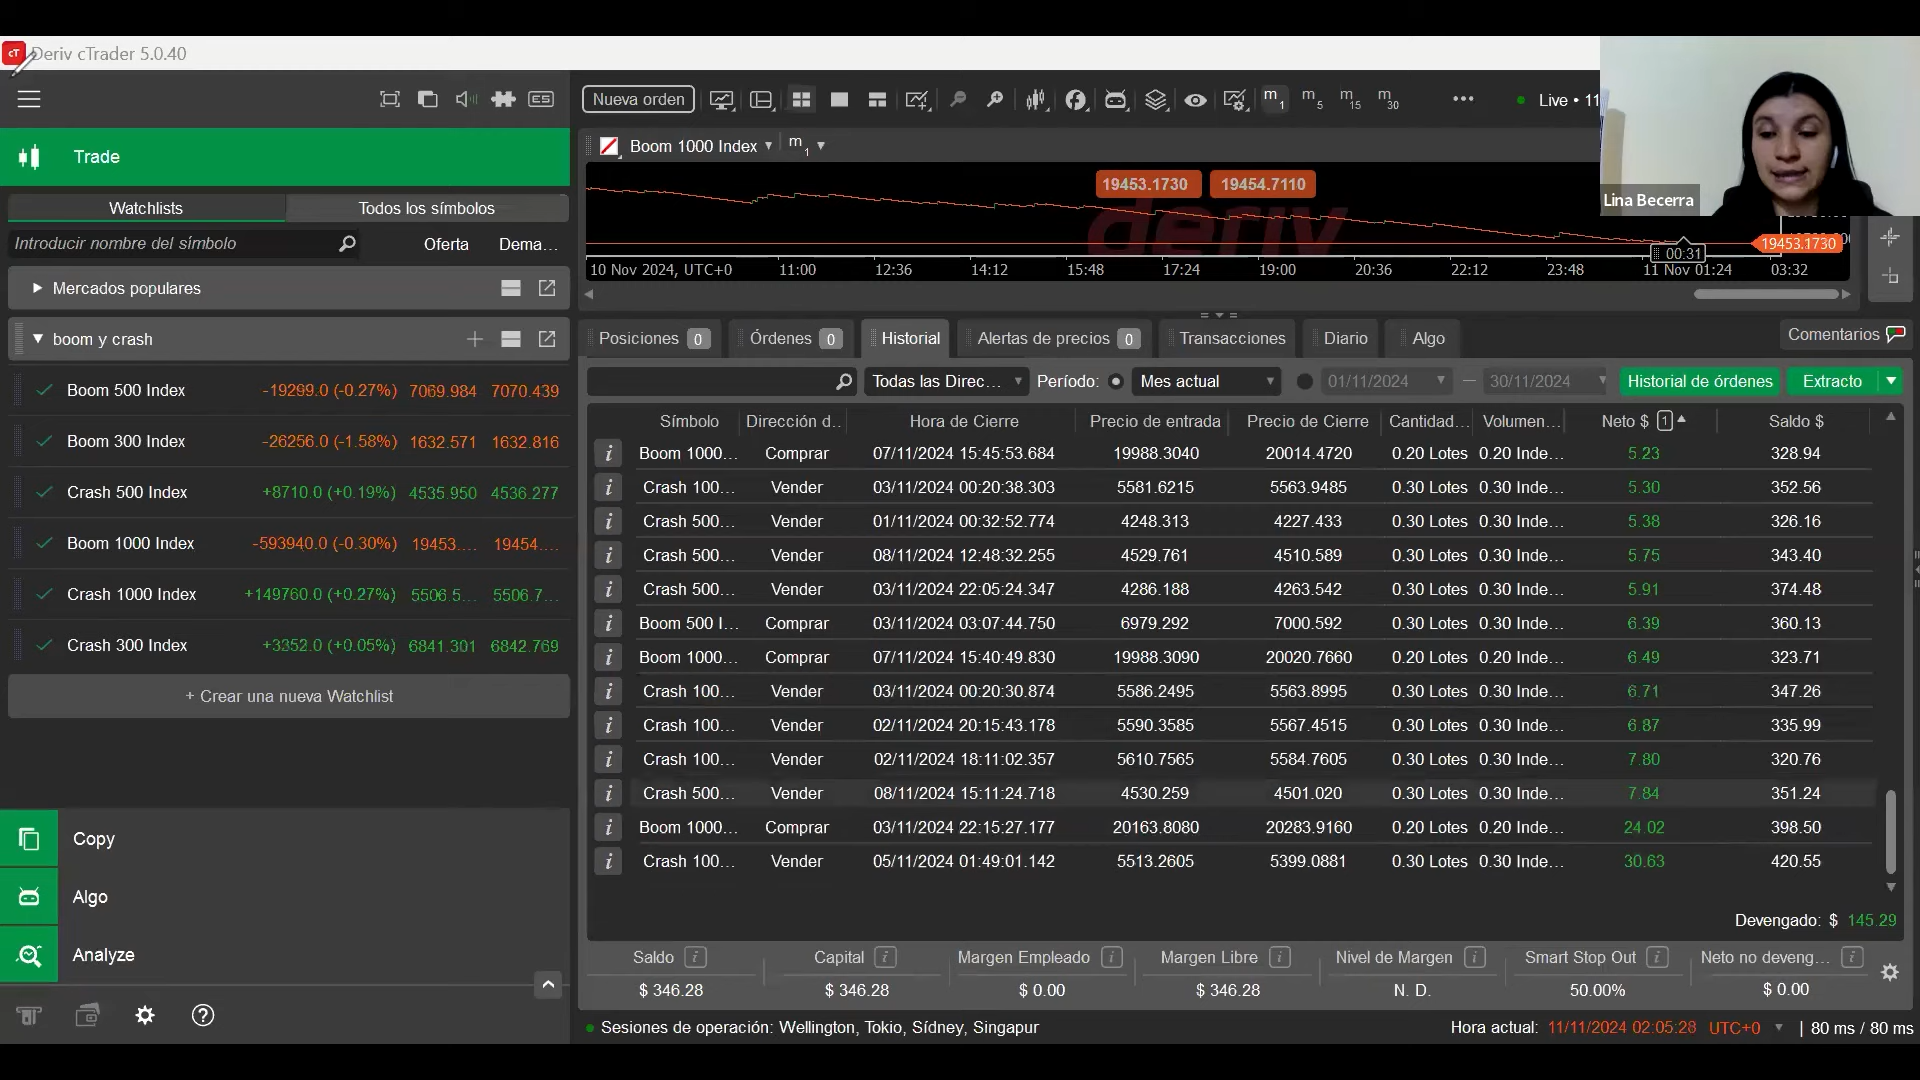 Deriv cTrader 5.0.40
ES
Nueva orden
m1 m5 m15 m30
Live • 11
Lina Becerra
Trade
Boom 1000 Index
m1
Watchlists
Todos los símbolos
19453.1730
19454.7110
deriv
Introducir nombre del símbolo
Oferta
Dema...
00:31
19453.1730
10 Nov 2024, UTC+0 11:00 12:36 14:12 15:48 17:24 19:00 20:36 22:12 23:48 11 Nov 01:24 03:32
Mercados populares
boom y crash
Posiciones 0
Órdenes 0
Historial
Alertas de precios 0
Transacciones
Diario
Algo
Comentarios
Boom 500 Index -19299.0 (-0.27%) 7069.984 7070.439
Boom 300 Index -26256.0 (-1.58%) 1632.571 1632.816
Crash 500 Index +8710.0 (+0.19%) 4535.950 4536.277
Boom 1000 Index -593940.0 (-0.30%) 19453.... 19454....
Crash 1000 Index +149760.0 (+0.27%) 5506.5... 5506.7...
Crash 300 Index +3352.0 (+0.05%) 6841.301 6842.769
+ Crear una nueva Watchlist
Todas las Direc...
Período:
Mes actual
01/11/2024 — 30/11/2024
Historial de órdenes
Extracto
Símbolo Dirección d.. Hora de Cierre Precio de entrada Precio de Cierre Cantidad... Volumen... Neto $ 1 Saldo $
Boom 1000... Comprar 07/11/2024 15:45:53.684 19988.3040 20014.4720 0.20 Lotes 0.20 Inde... 5.23 328.94
Crash 100... Vender 03/11/2024 00:20:38.303 5581.6215 5563.9485 0.30 Lotes 0.30 Inde... 5.30 352.56
Crash 500... Vender 01/11/2024 00:32:52.774 4248.313 4227.433 0.30 Lotes 0.30 Inde... 5.38 326.16
Crash 500... Vender 08/11/2024 12:48:32.255 4529.761 4510.589 0.30 Lotes 0.30 Inde... 5.75 343.40
Crash 500... Vender 03/11/2024 22:05:24.347 4286.188 4263.542 0.30 Lotes 0.30 Inde... 5.91 374.48
Boom 500 I... Comprar 03/11/2024 03:07:44.750 6979.292 7000.592 0.30 Lotes 0.30 Inde... 6.39 360.13
Boom 1000... Comprar 07/11/2024 15:40:49.830 19988.3090 20020.7660 0.20 Lotes 0.20 Inde... 6.49 323.71
Crash 100... Vender 03/11/2024 00:20:30.874 5586.2495 5563.8995 0.30 Lotes 0.30 Inde... 6.71 347.26
Crash 100... Vender 02/11/2024 20:15:43.178 5590.3585 5567.4515 0.30 Lotes 0.30 Inde... 6.87 335.99
Crash 100... Vender 02/11/2024 18:11:02.357 5610.7565 5584.7605 0.30 Lotes 0.30 Inde... 7.80 320.76
Crash 500... Vender 08/11/2024 15:11:24.718 4530.259 4501.020 0.30 Lotes 0.30 Inde... 7.84 351.24
Boom 1000... Comprar 03/11/2024 22:15:27.177 20163.8080 20283.9160 0.20 Lotes 0.20 Inde... 24.02 398.50
Crash 100... Vender 05/11/2024 01:49:01.142 5513.2605 5399.0881 0.30 Lotes 0.30 Inde... 30.63 420.55
Devengado: $ 145.29
Copy
Algo
Analyze
Saldo Capital Margen Empleado Margen Libre Nivel de Margen Smart Stop Out Neto no deveng...
$ 346.28 $ 346.28 $ 0.00 $ 346.28 N. D. 50.00% $ 0.00
Sesiones de operación: Wellington, Tokio, Sídney, Singapur
Hora actual: 11/11/2024 02:05:28 UTC+0 | 80 ms / 80 ms